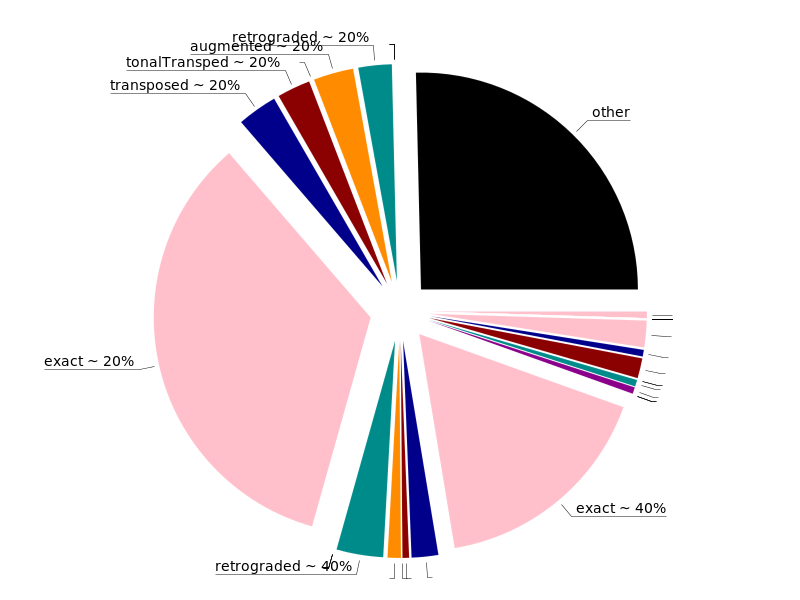 retrograded ~ 20%
augmented ~ 20%
tonalTransped ~ 20%
transposed ~ 20%
other
exact ~ 20%
exact ~ 40%
retrograded ~ 40%